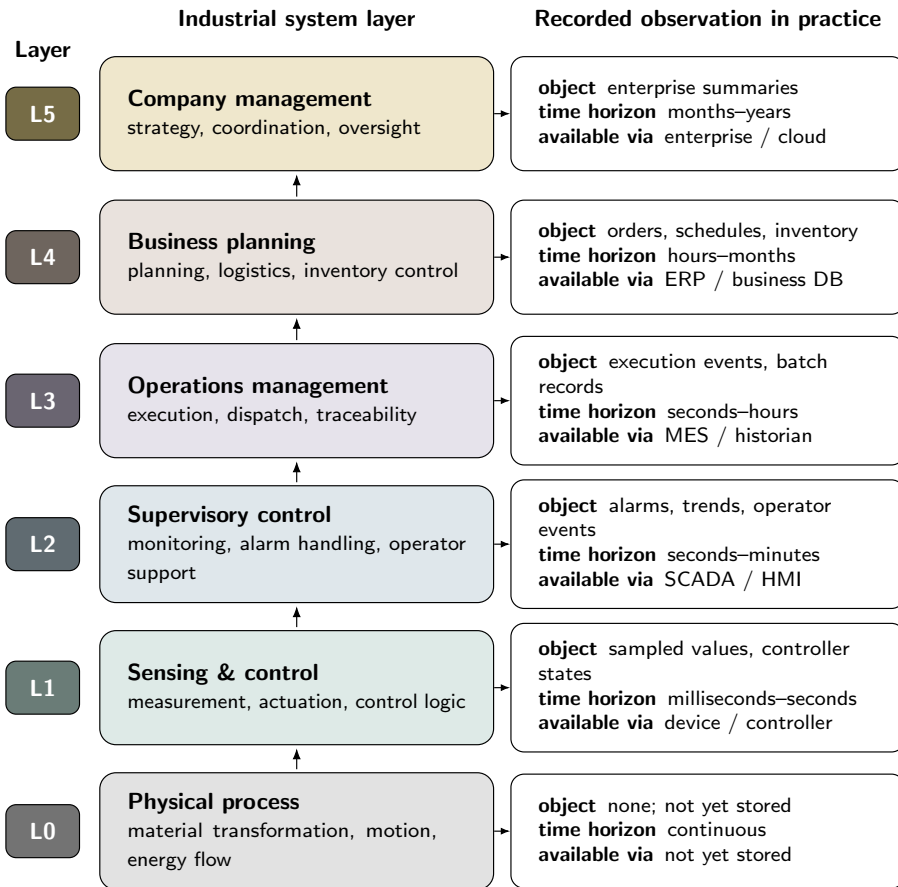 Industrial system layer
Recorded observation in practice
Layer
L5
Company management
strategy, coordination, oversight
object enterprise summaries
time horizon months–years
available via enterprise / cloud
L4
Business planning
planning, logistics, inventory control
object orders, schedules, inventory
time horizon hours–months
available via ERP / business DB
L3
Operations management
execution, dispatch, traceability
object execution events, batch
records
time horizon seconds–hours
available via MES / historian
L2
Supervisory control
monitoring, alarm handling, operator
support
object alarms, trends, operator
events
time horizon seconds–minutes
available via SCADA / HMI
L1
Sensing & control
measurement, actuation, control logic
object sampled values, controller
states
time horizon milliseconds–seconds
available via device / controller
L0
Physical process
material transformation, motion,
energy flow
object none; not yet stored
time horizon continuous
available via not yet stored